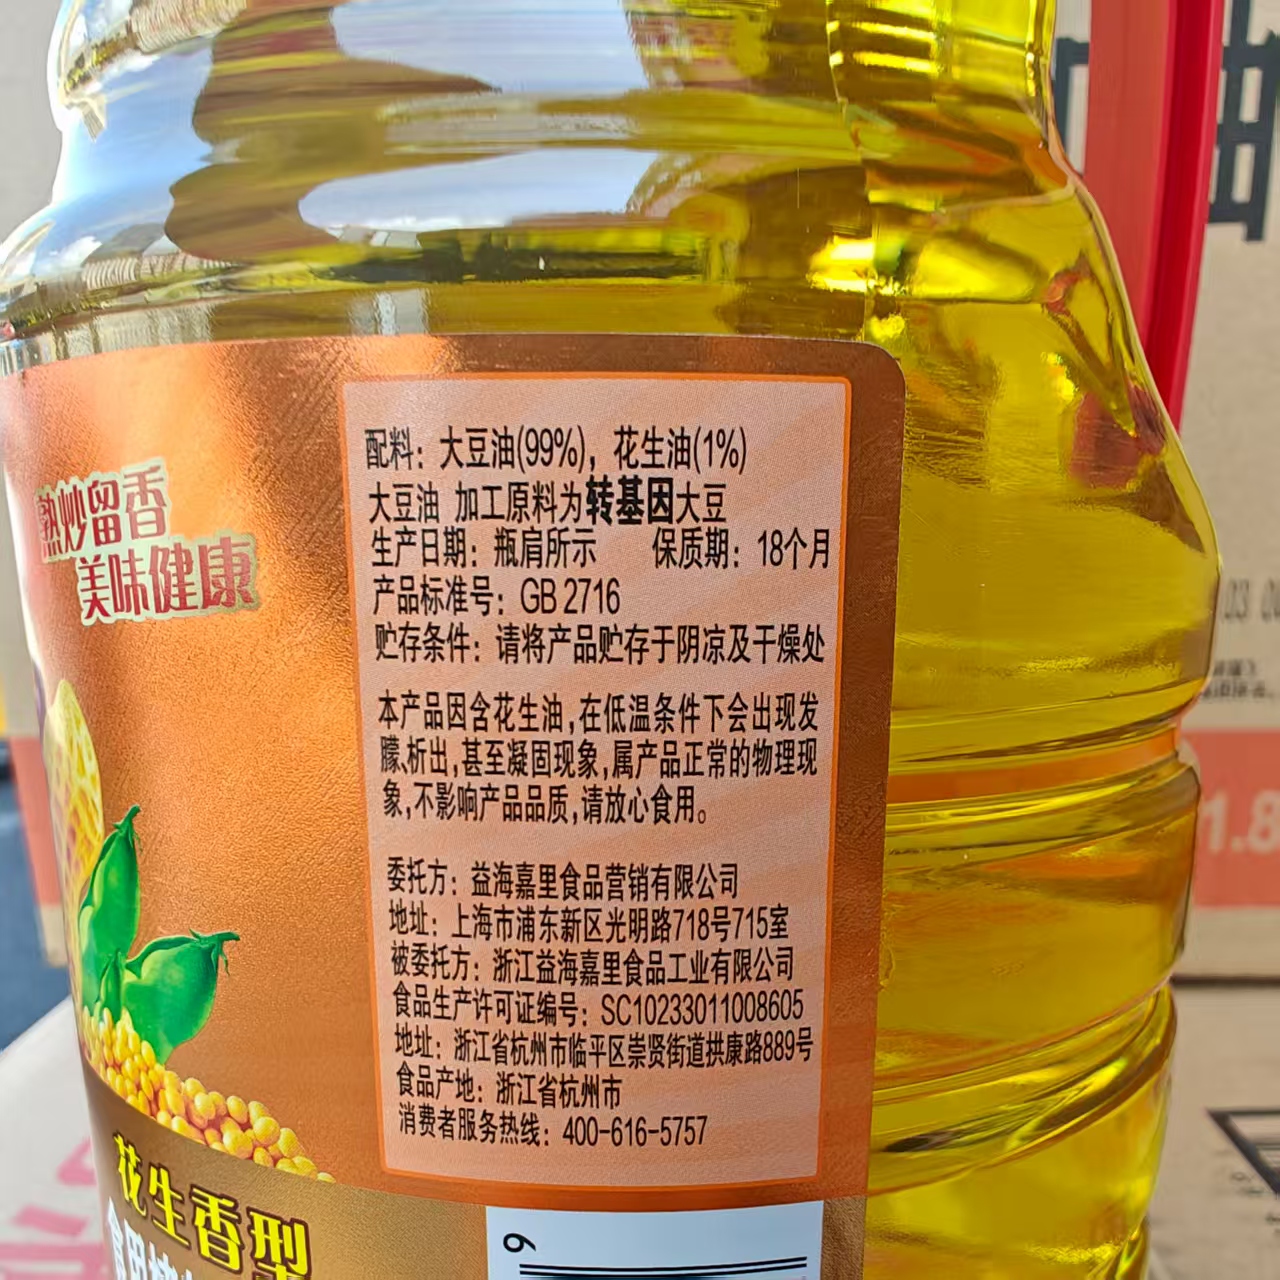 配料：大豆油(99%)，花生油(1%)
大豆油 加工原料为转基因大豆
生产日期：瓶肩所示 保质期：18个月
产品标准号：GB 2716
贮存条件：请将产品贮存于阴凉及干燥处
本产品因含花生油,在低温条件下会出现发
朦、析出,甚至凝固现象,属产品正常的物理现
象,不影响产品品质,请放心食用。
委托方：益海嘉里食品营销有限公司
地址：上海市浦东新区光明路718号715室
被委托方：浙江益海嘉里食品工业有限公司
食品生产许可证编号：SC10233011008605
地址：浙江省杭州市临平区崇贤街道拱康路889号
食品产地：浙江省杭州市
消费者服务热线：400-616-5757
熟炒留香
美味健康
花生香型
9
1.8